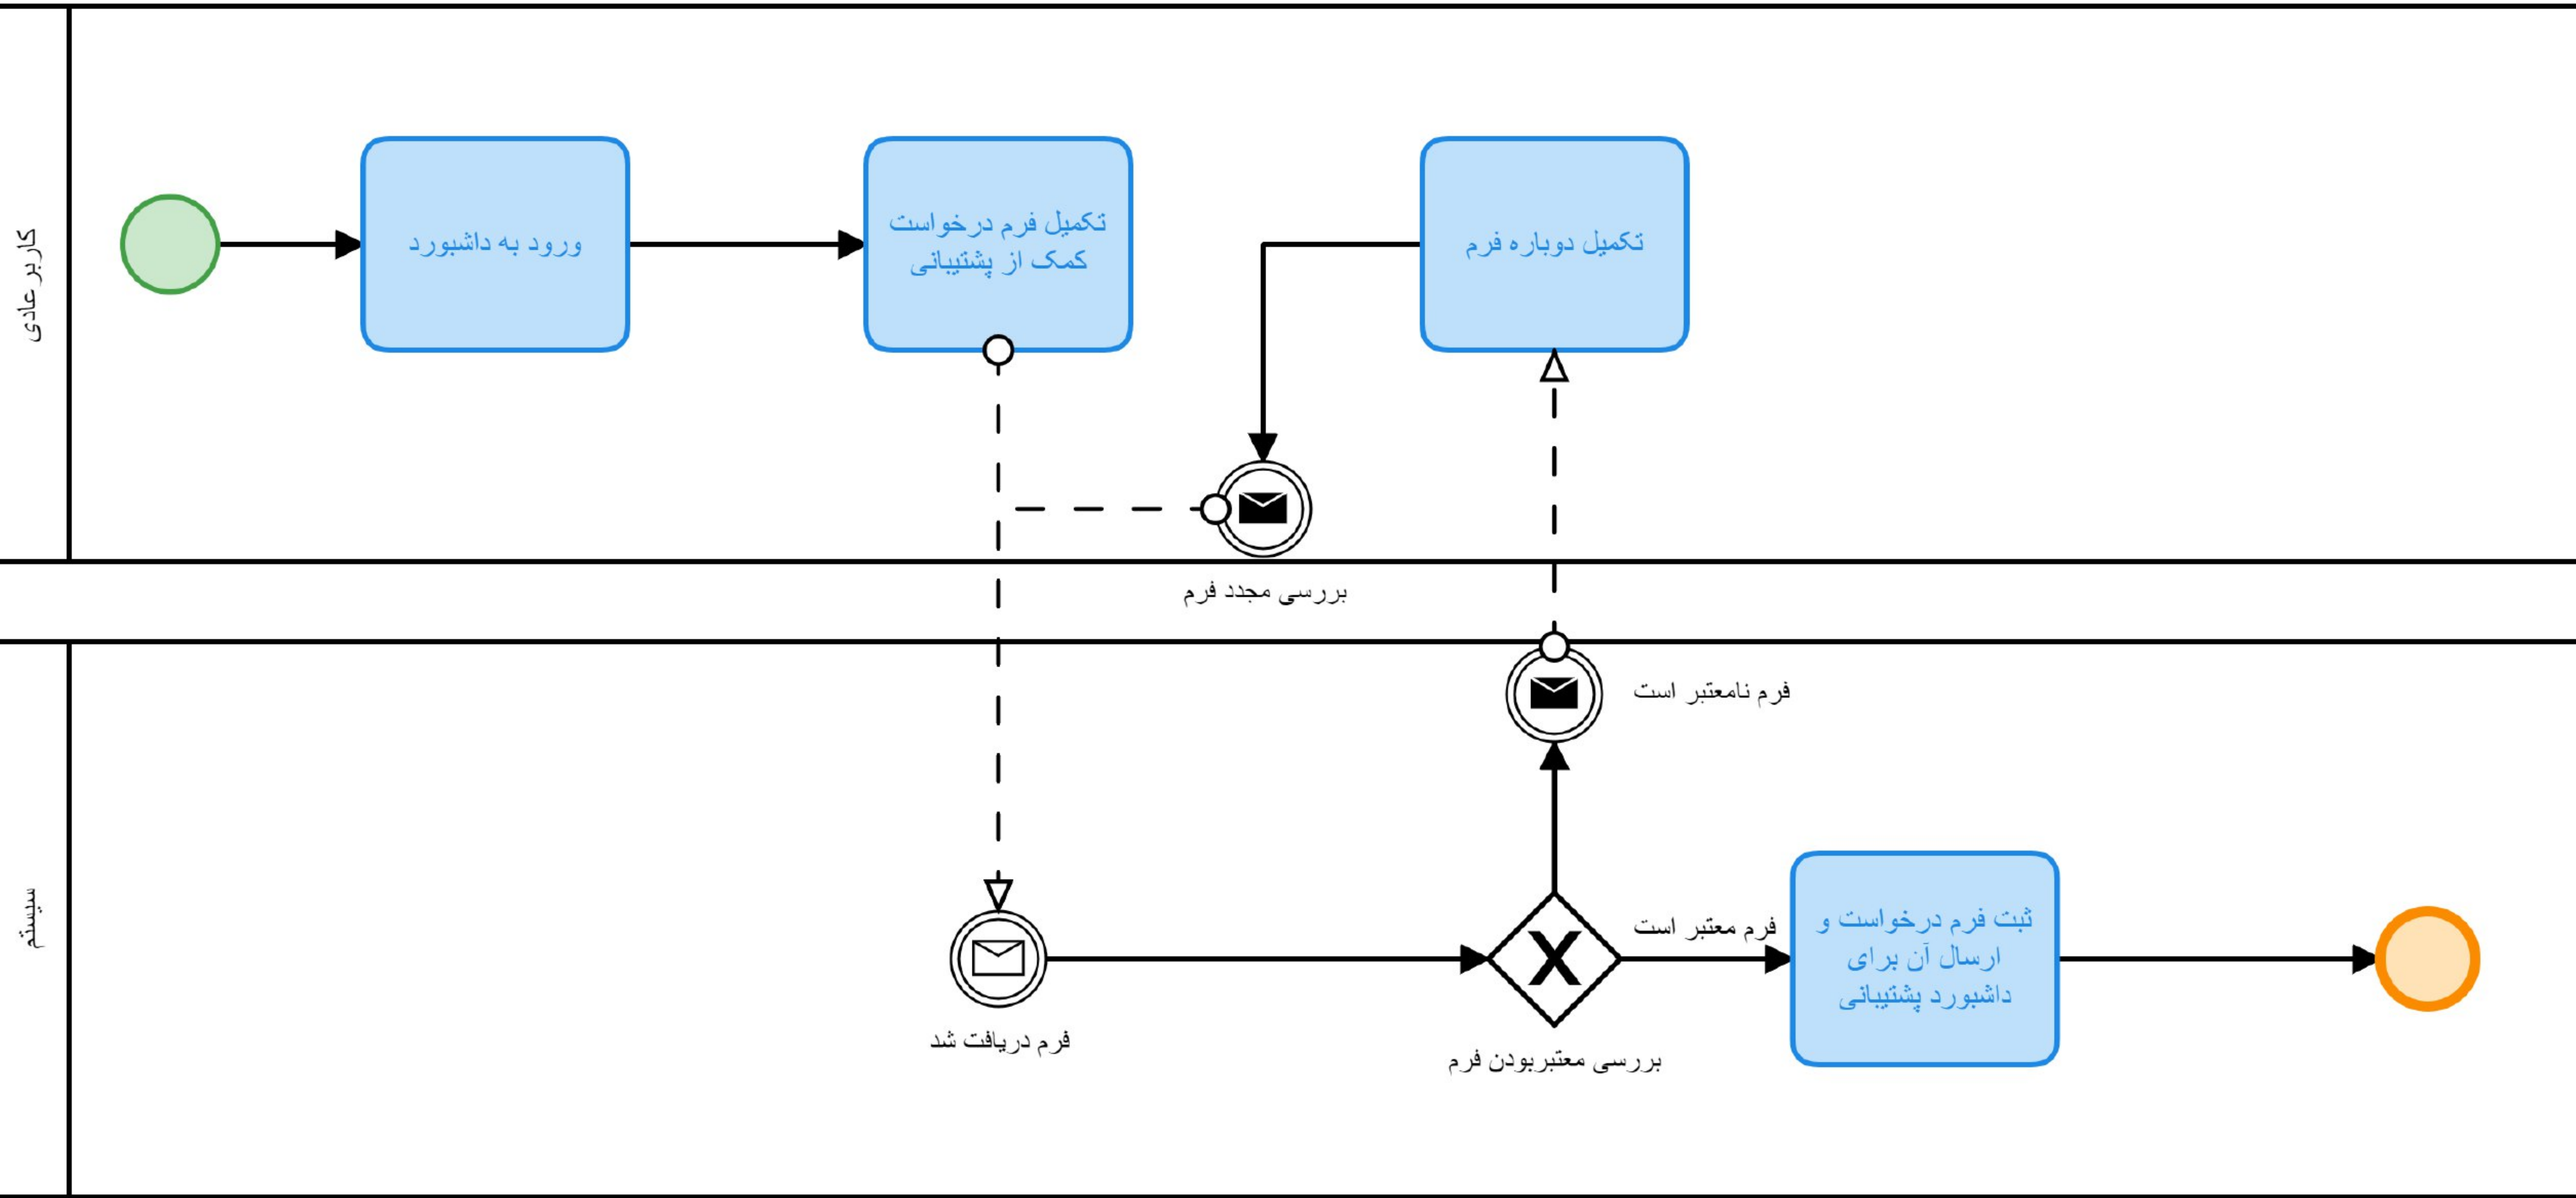 کاربر عادی
ورود به داشبورد
تکمیل فرم درخواست
کمک از پشتیبانی
تکمیل دوباره فرم
بررسی مجدد فرم
سیستم
فرم نامعتبر است
فرم دریافت شد
بررسی معتبربودن فرم
فرم معتبر است
ثبت فرم درخواست و
ارسال آن برای
داشبورد پشتیبانی